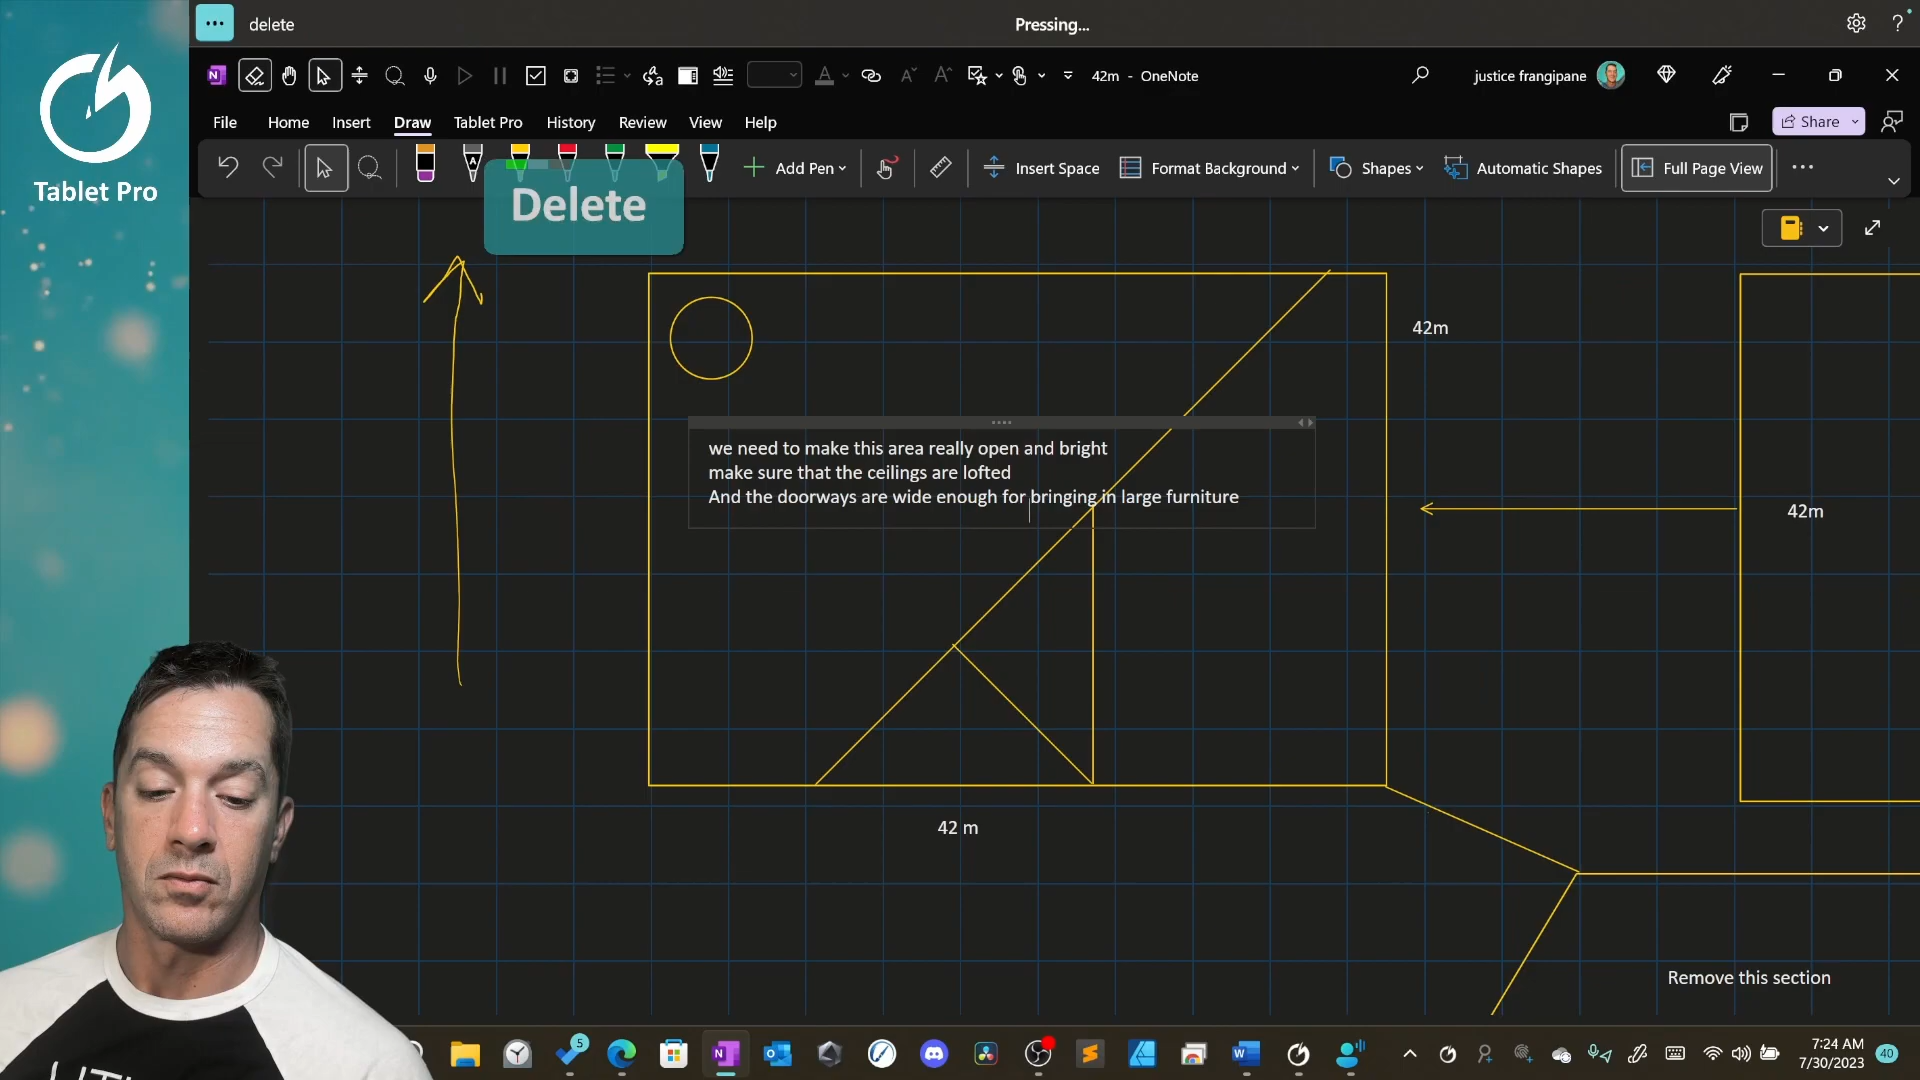 delete
Pressing...
Tablet Pro
42m - OneNote
justice frangipane
File
Home
Insert
Draw
Tablet Pro
History
Review
View
Help
Share
Add Pen
Insert Space
Format Background
Shapes
Automatic Shapes
Full Page View
Delete
42m
we need to make this area really open and bright
make sure that the ceilings are lofted
And the doorways are wide enough for bringing in large furniture
42m
42 m
Remove this section
5
7:24 AM
7/30/2023
40